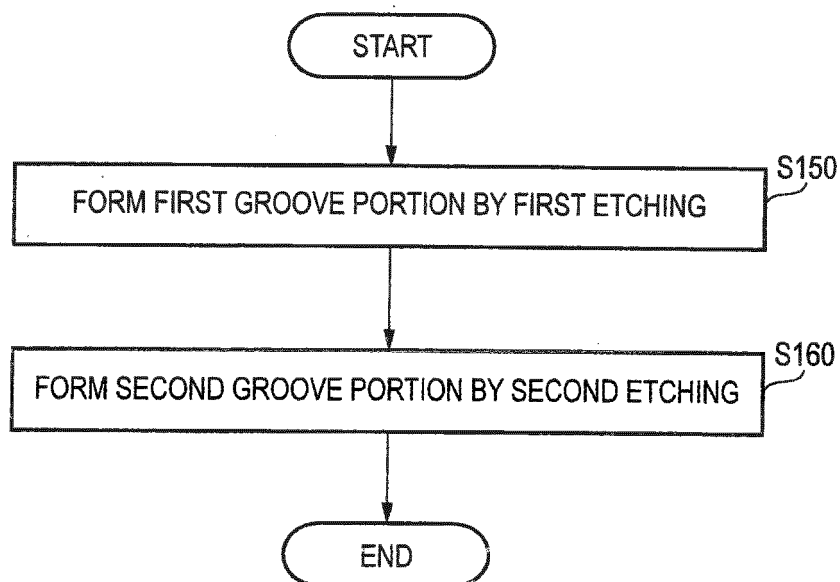 START
S150
FORM FIRST GROOVE PORTION BY FIRST ETCHING
S160
FORM SECOND GROOVE PORTION BY SECOND ETCHING
END